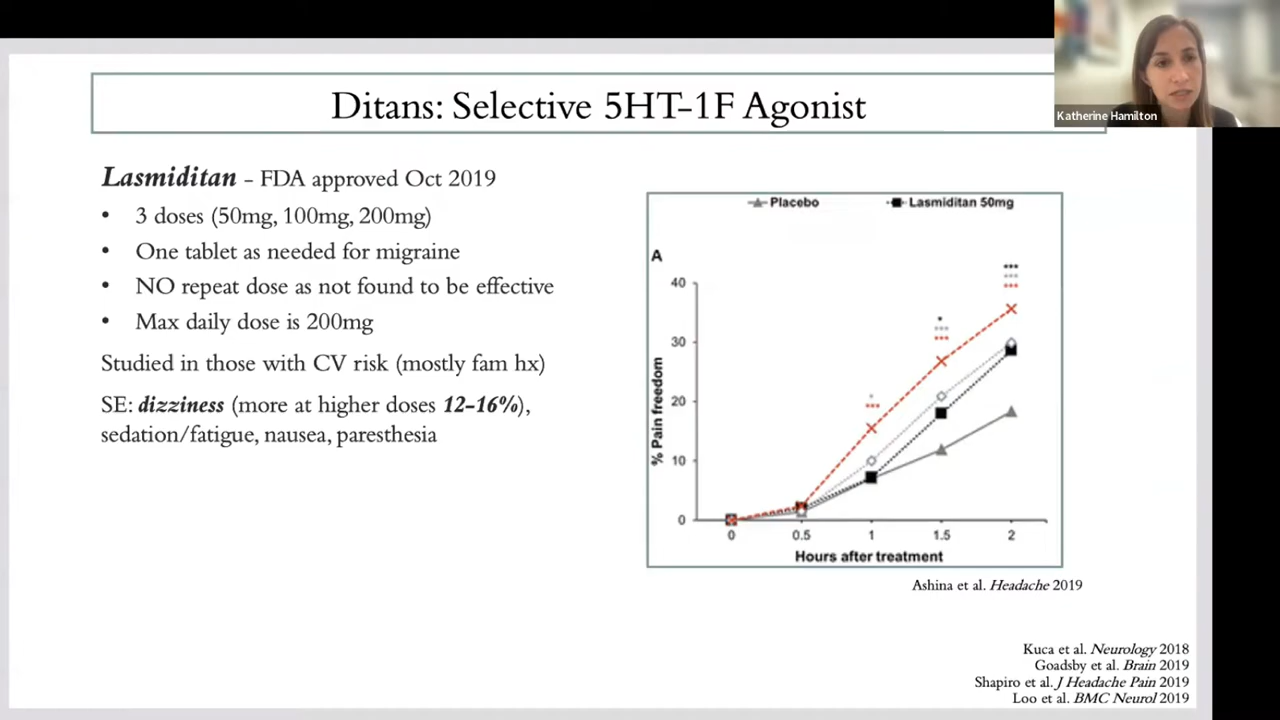 Ditans: Selective 5HT-1F Agonist
Katherine Hamilton
Lasmiditan – FDA approved Oct 2019
• 3 doses (50mg, 100mg, 200mg)
• One tablet as needed for migraine
• NO repeat dose as not found to be effective
• Max daily dose is 200mg
Studied in those with CV risk (mostly fam hx)
SE: dizziness (more at higher doses 12–16%),
sedation/fatigue, nausea, paresthesia
Placebo
Lasmiditan 50mg
A
***
***
***
*
***
***
*
***
40
30
20
10
0
% Pain freedom
0 0.5 1 1.5 2
Hours after treatment
Ashina et al. Headache 2019
Kuca et al. Neurology 2018
Goadsby et al. Brain 2019
Shapiro et al. J Headache Pain 2019
Loo et al. BMC Neurol 2019